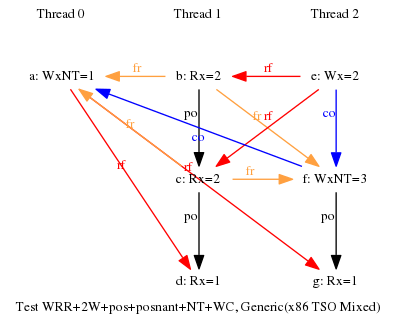 Thread 0 Thread 1 Thread 2
a: WxNT=1 fr b: Rx=2 rf e: Wx=2
po fr rf co
fr co
rf rf c: Rx=2 fr f: WxNT=3
po po
d: Rx=1 g: Rx=1
Test WRR+2W+pos+posnant+NT+WC, Generic(x86 TSO Mixed)